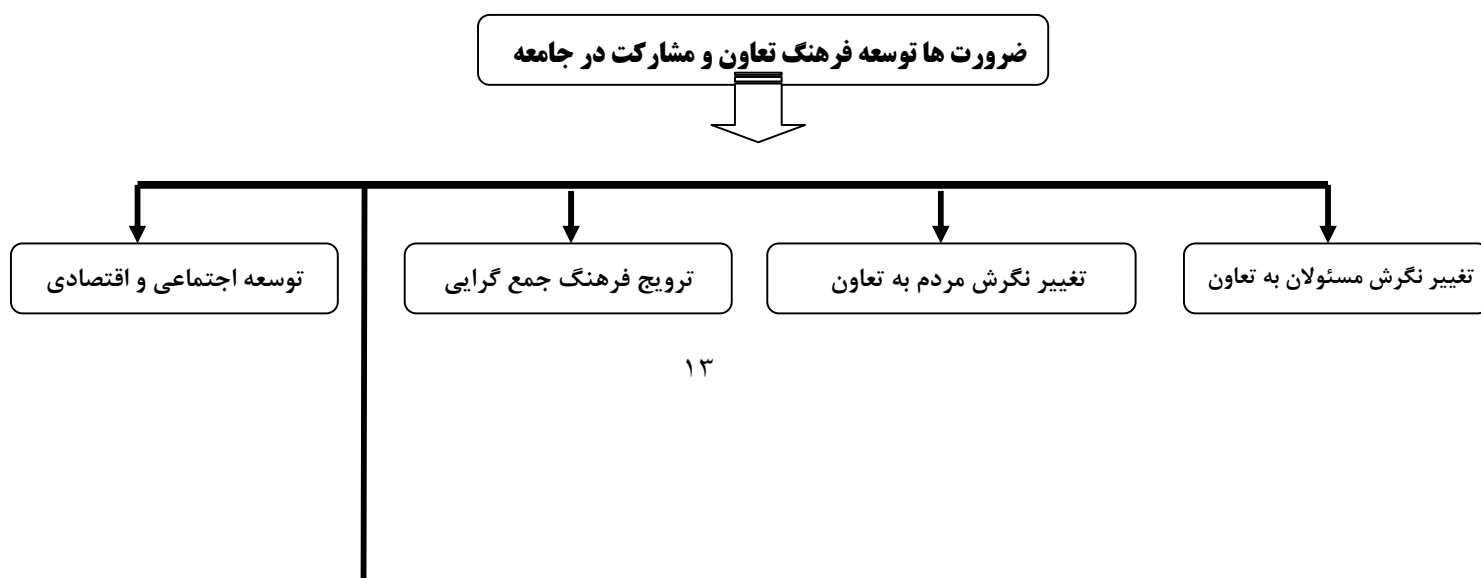 ضرورت ها توسعه فرهنگ تعاون و مشارکت در جامعه
تغییر نگرش مسئولان به تعاون
تغییر نگرش مردم به تعاون
ترویج فرهنگ جمع گرایی
توسعه اجتماعی و اقتصادی
۱۳